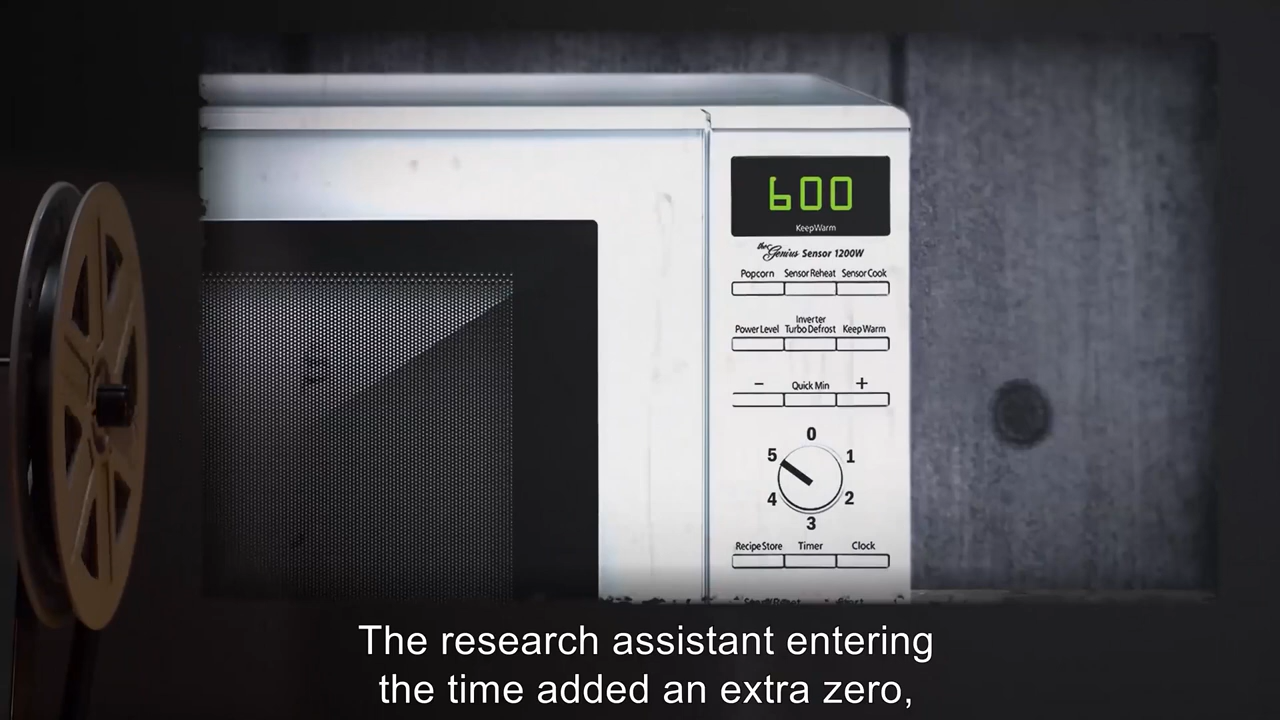 600
KeepWarm
the Genius Sensor 1200W
Popcorn Sensor Reheat Sensor Cook
Inverter
Power Level Turbo Defrost Keep Warm
− Quick Min +
0
5 1
4 2
3
Recipe Store Timer Clock
The research assistant entering
the time added an extra zero,